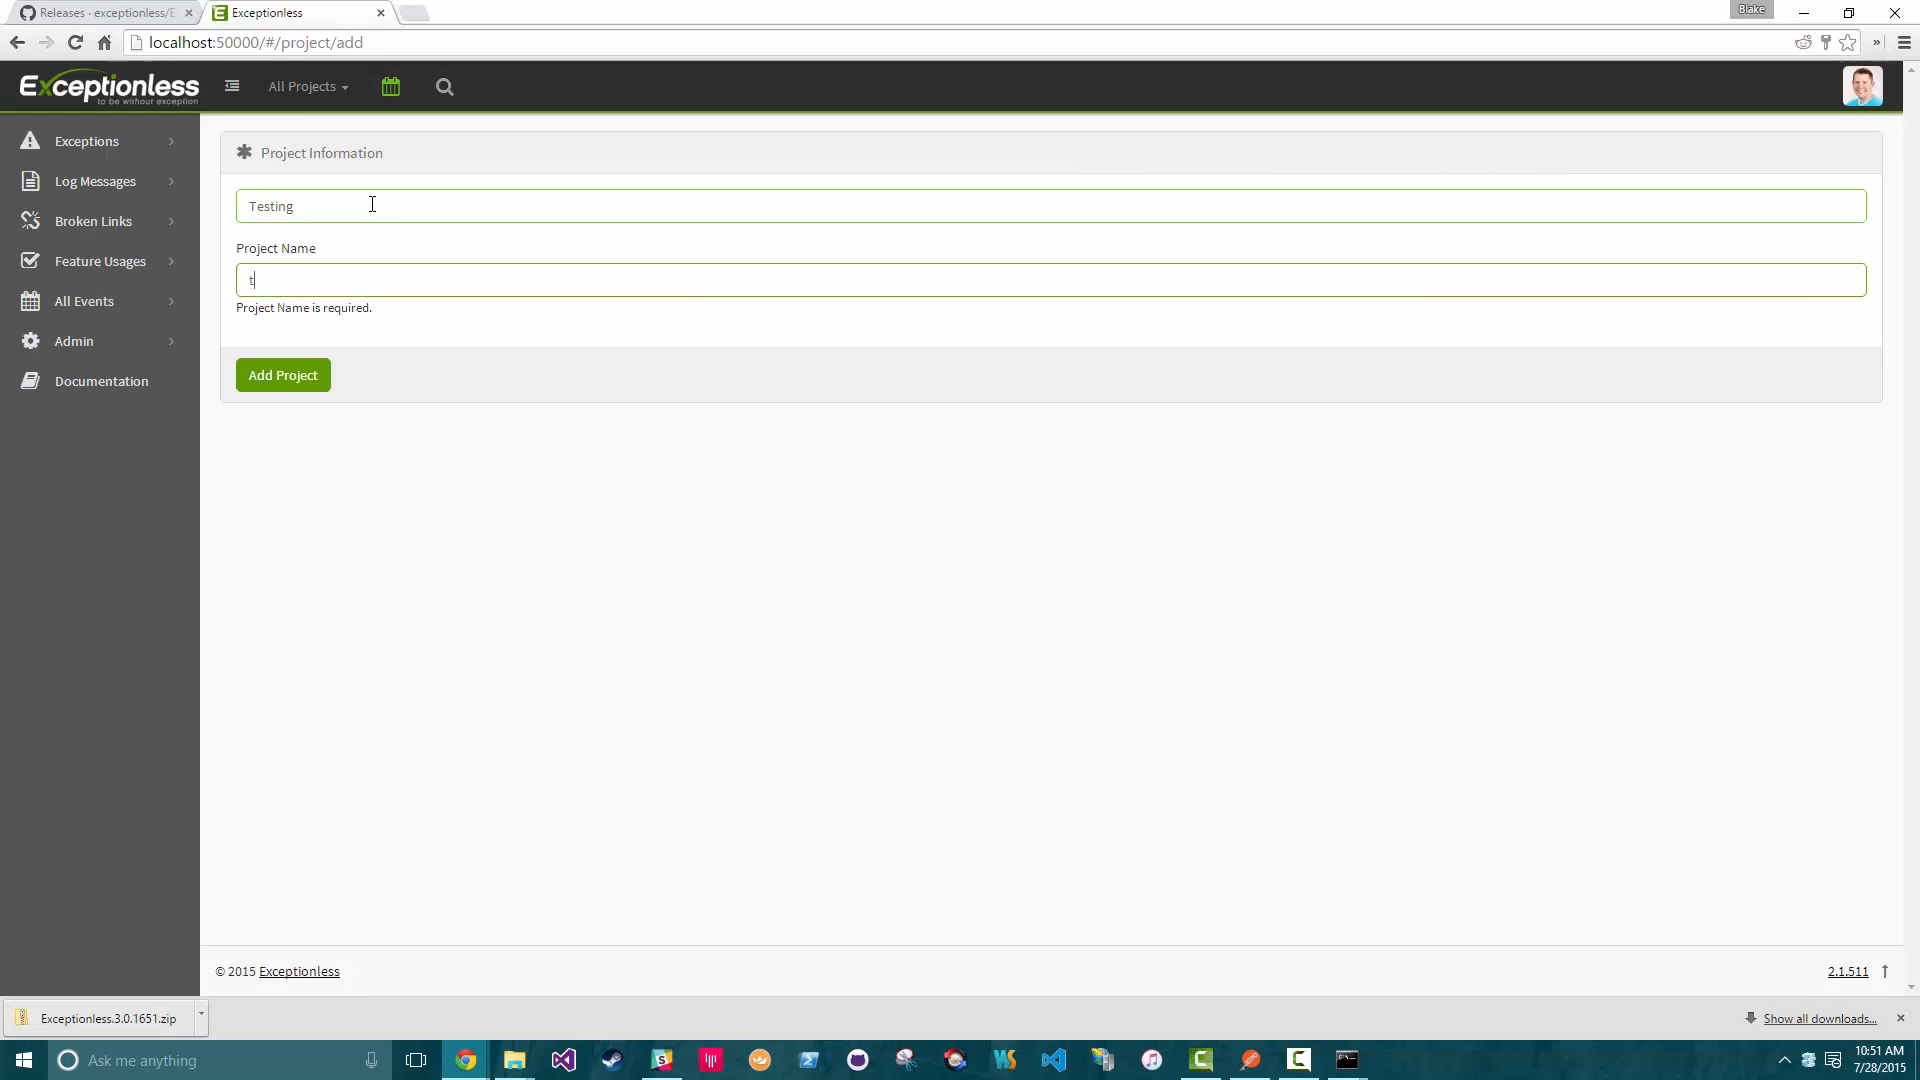 Releases · exceptionless/E
Exceptionless
Blake
localhost:50000/#/project/add
Exceptionless
to be without exception
All Projects
Exceptions
Log Messages
Broken Links
Feature Usages
All Events
Admin
Documentation
Project Information
Testing
Project Name
t
Project Name is required.
Add Project
© 2015 Exceptionless
2.1.511
Exceptionless.3.0.1651.zip
Show all downloads...
Ask me anything
10:51 AM
7/28/2015